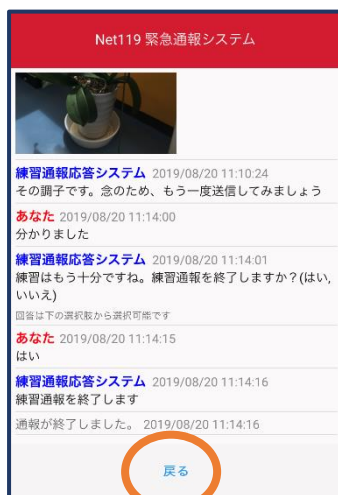 Net119 緊急通報システム
練習通報応答システム 2019/08/20 11:10:24
その調子です。念のため、もう一度送信してみましょう
あなた 2019/08/20 11:14:00
分かりました
練習通報応答システム 2019/08/20 11:14:01
練習はもう十分ですね。練習通報を終了しますか？(はい,
いいえ)
回答は下の選択肢から選択可能です
あなた 2019/08/20 11:14:15
はい
練習通報応答システム 2019/08/20 11:14:16
練習通報を終了します
通報が終了しました。 2019/08/20 11:14:16
戻る